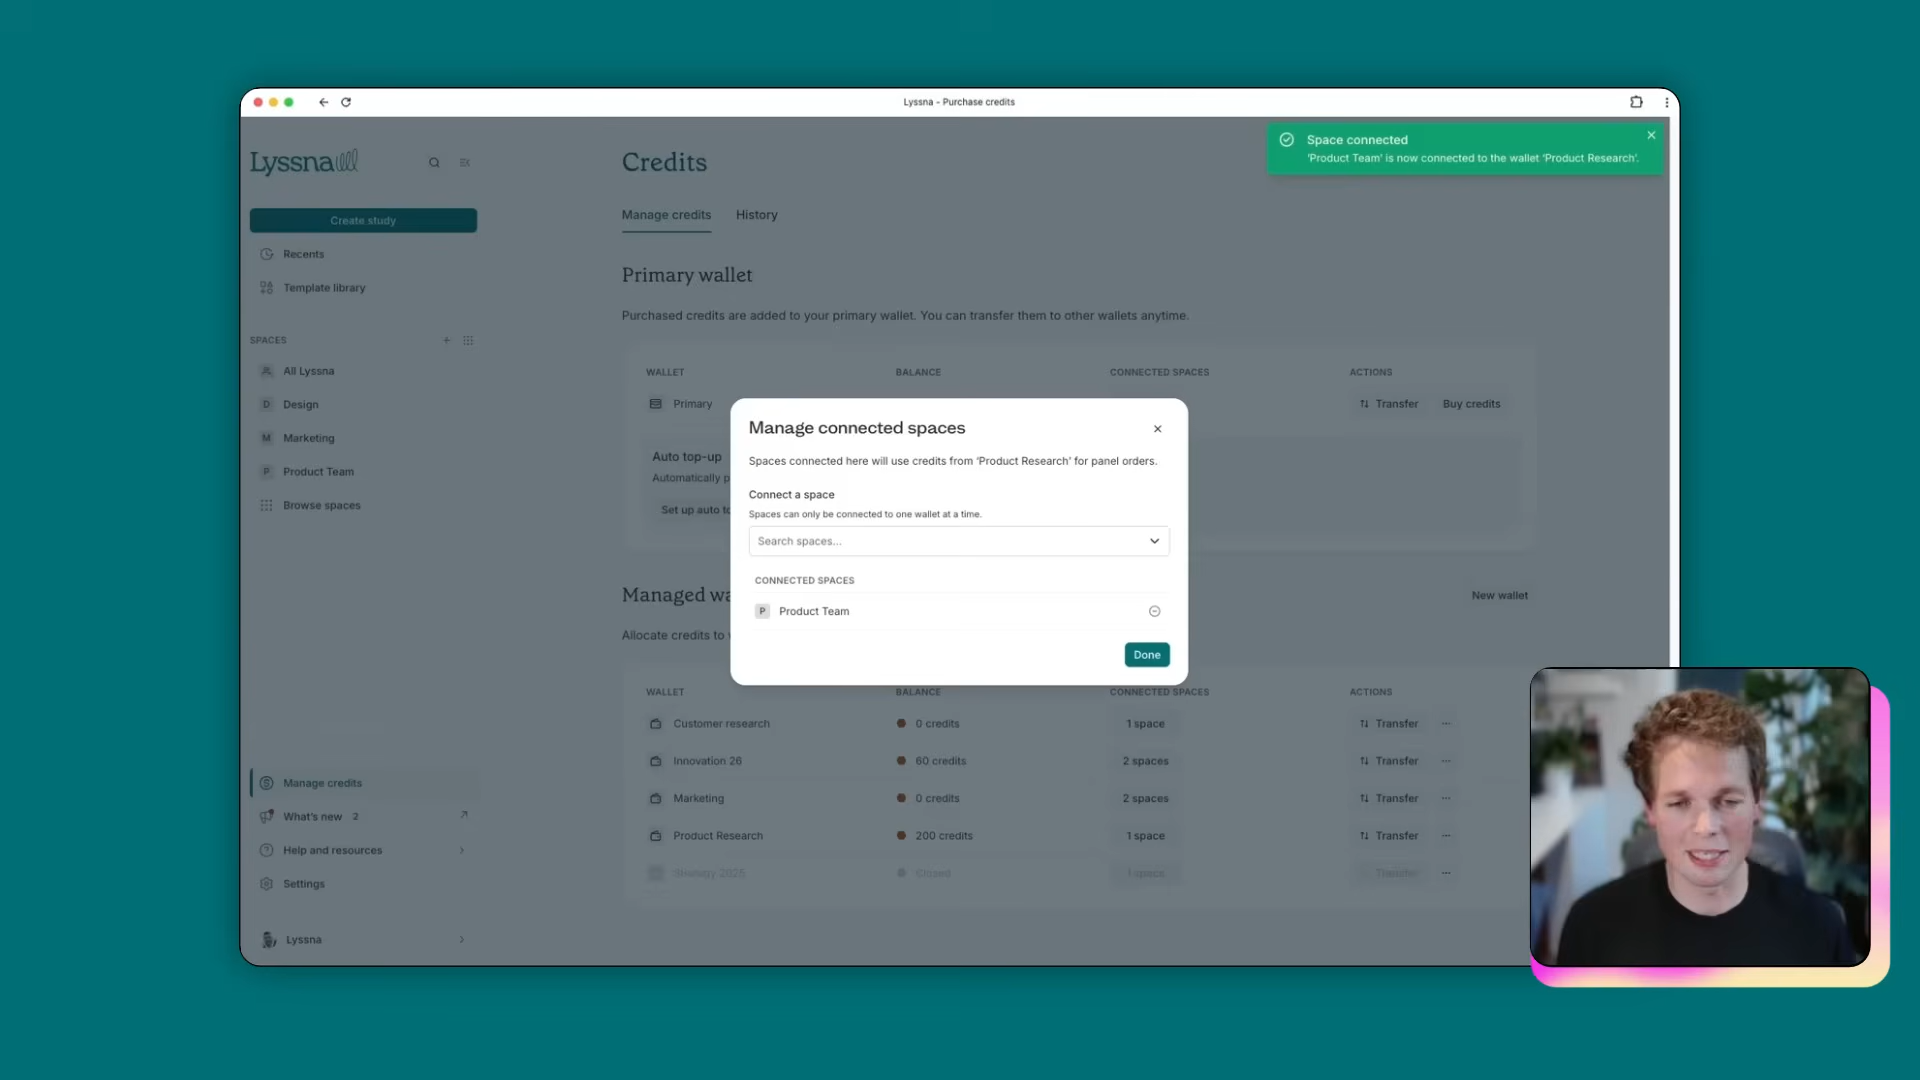 Lyssna - Purchase credits
Lyssna
Create study
Recents
Template library
SPACES
All Lyssna
D Design
M Marketing
P Product Team
Browse spaces
Manage credits
What's new 2
Help and resources
Settings
Lyssna
Credits
Manage credits History
Primary wallet
Purchased credits are added to your primary wallet. You can transfer them to other wallets anytime.
WALLET BALANCE CONNECTED SPACES ACTIONS
Primary Transfer Buy credits
Auto top-up
Automatically p
Set up auto to
Managed wa
New wallet
Allocate credits to
WALLET BALANCE CONNECTED SPACES ACTIONS
Customer research 0 credits 1 space Transfer
Innovation 26 60 credits 2 spaces Transfer
Marketing 0 credits 2 spaces Transfer
Product Research 200 credits 1 space Transfer
Strategy 2025 Closed 1 space Transfer
Space connected
'Product Team' is now connected to the wallet 'Product Research'.
Manage connected spaces
Spaces connected here will use credits from 'Product Research' for panel orders.
Connect a space
Spaces can only be connected to one wallet at a time.
Search spaces...
CONNECTED SPACES
P Product Team
Done